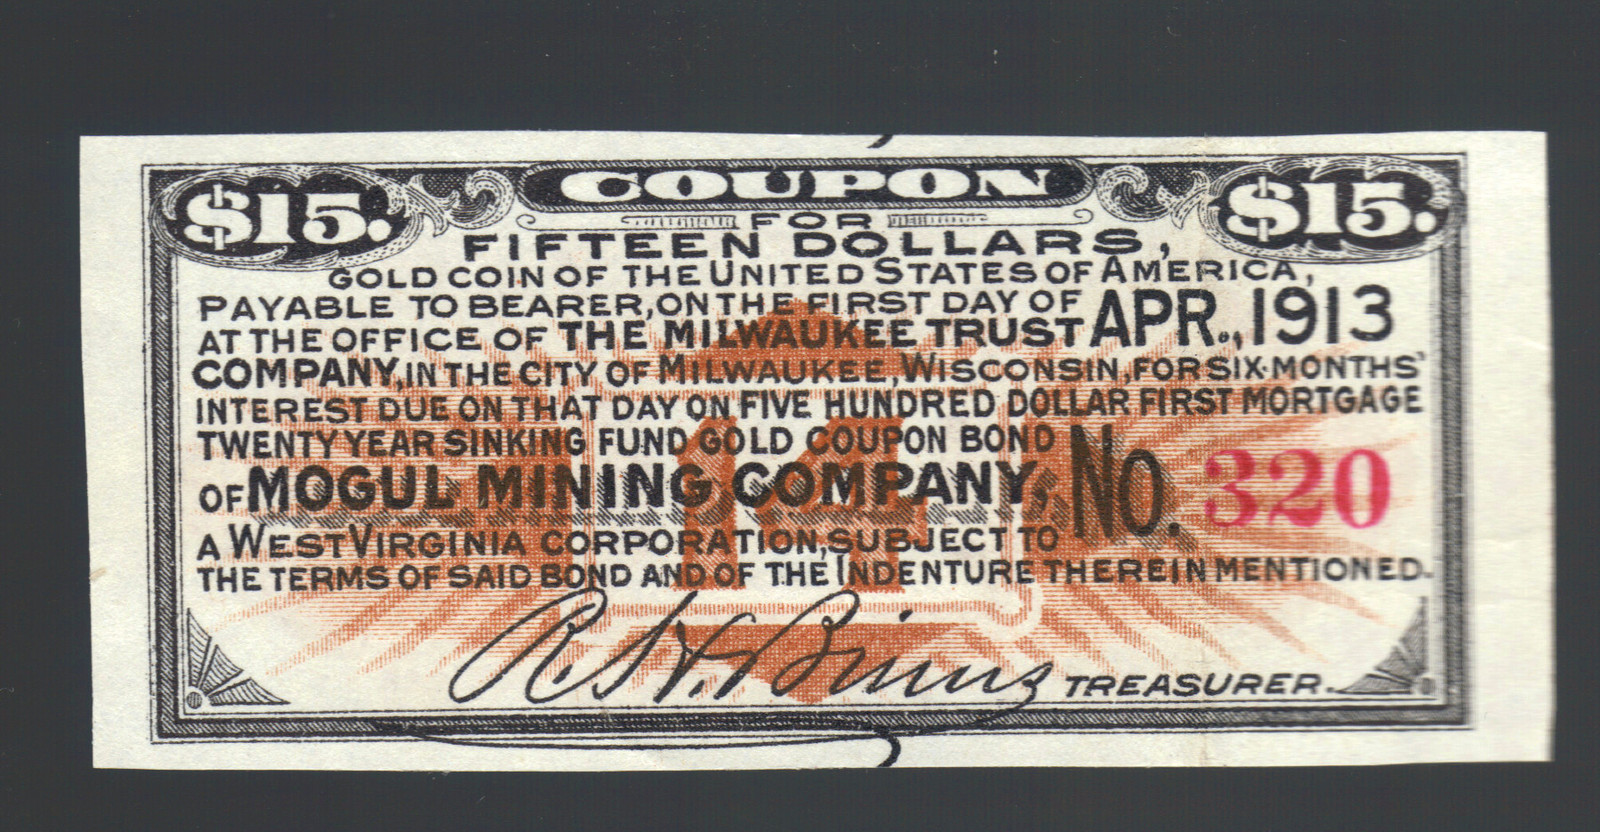 $15. COUPON $15.
FOR
FIFTEEN DOLLARS,
GOLD COIN OF THE UNITED STATES OF AMERICA,
PAYABLE TO BEARER, ON THE FIRST DAY OF APR., 1913
AT THE OFFICE OF THE MILWAUKEE TRUST
COMPANY, IN THE CITY OF MILWAUKEE, WISCONSIN, FOR SIX MONTHS'
INTEREST DUE ON THAT DAY ON FIVE HUNDRED DOLLAR FIRST MORTGAGE
TWENTY YEAR SINKING FUND GOLD COUPON BOND
OF MOGUL MINING COMPANY, No. 320
A WEST VIRGINIA CORPORATION, SUBJECT TO
THE TERMS OF SAID BOND AND OF THE INDENTURE THEREIN MENTIONED.
14
R. H. Binns TREASURER.